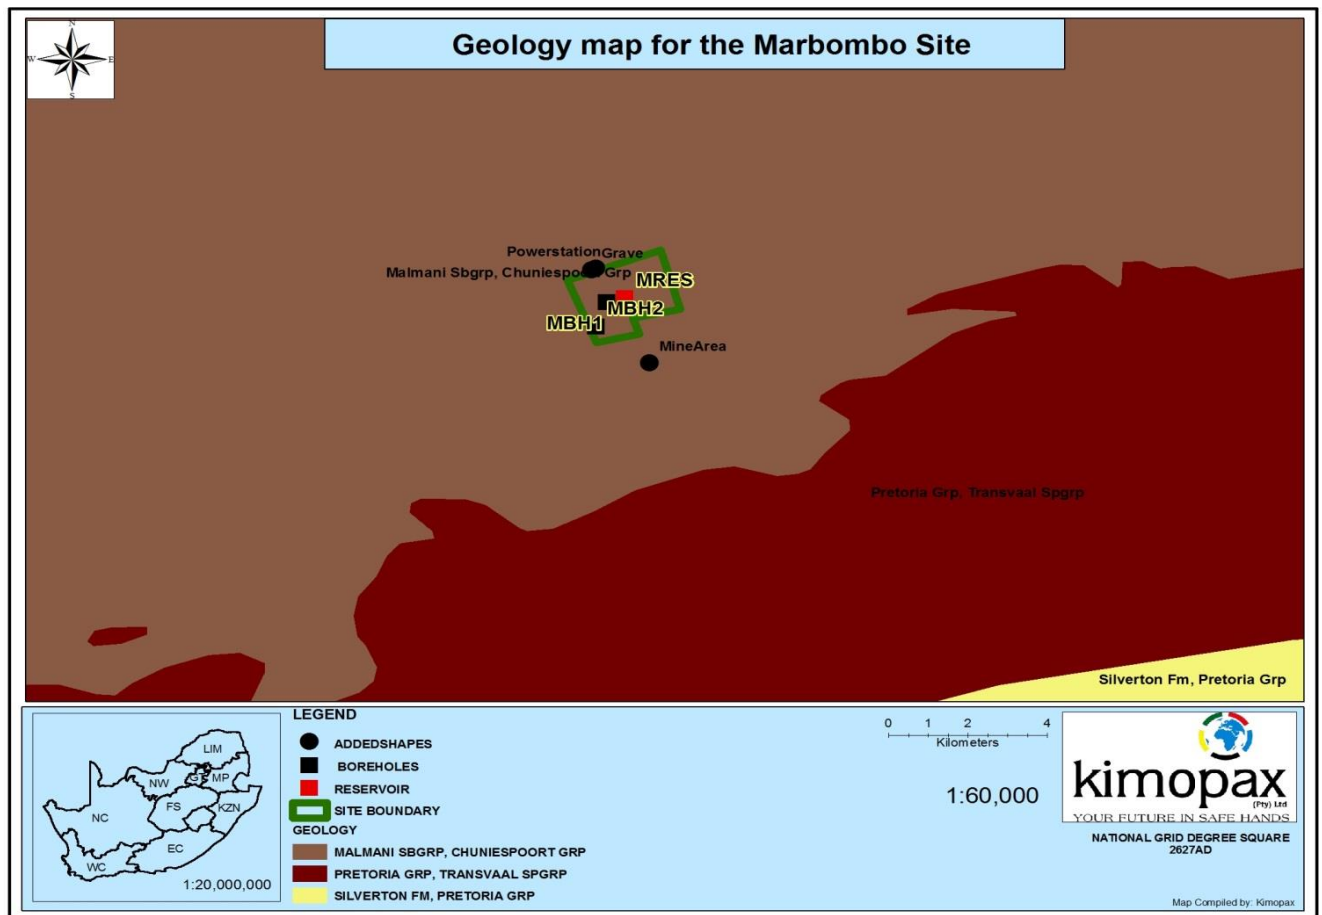 Geology map for the Marbombo Site
N
W
E
S
Powerstation
Grave
Malmani Sbgrp, Chuniespoort Grp
MRES
MBH2
MBH1
MineArea
Pretoria Grp, Transvaal Spgrp
Silverton Fm, Pretoria Grp
LEGEND
ADDEDSHAPES
BOREHOLES
RESERVOIR
SITE BOUNDARY
GEOLOGY
MALMANI SBGRP, CHUNIESPOORT GRP
PRETORIA GRP, TRANSVAAL SPGRP
SILVERTON FM, PRETORIA GRP
LIM
NW
MP
FS
KZN
NC
EC
WC
1:20,000,000
0 1 2 4
Kilometers
1:60,000
kimopax
(Pty) Ltd
YOUR FUTURE IN SAFE HANDS
NATIONAL GRID DEGREE SQUARE
2627AD
Map Compiled by: Kimopax